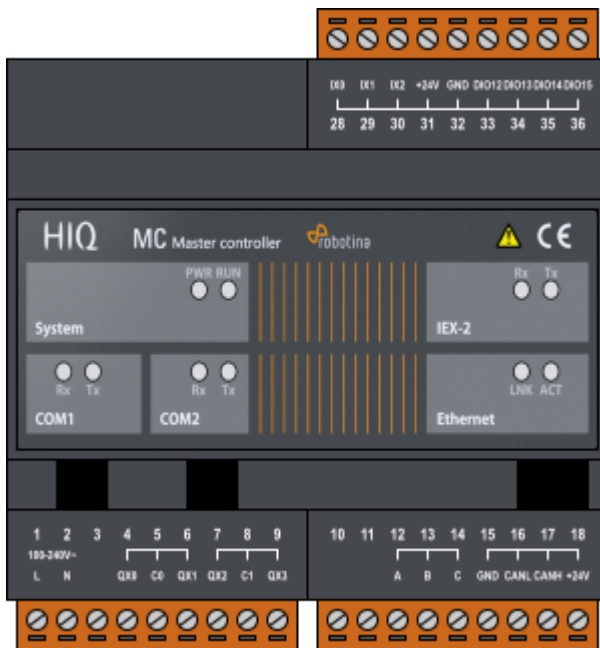 IX0 IX1 IX2 +24V GND DIO12 DIO13 DIO14 DIO15
28 29 30 31 32 33 34 35 36
HIQ MC Master controller robotina CE
PWR RUN
System
Rx Tx
IEX-2
Rx Tx
COM1
Rx Tx
COM2
LNK ACT
Ethernet
1 2 3 4 5 6 7 8 9 10 11 12 13 14 15 16 17 18
100-240V~
L N QX0 C0 QX1 QX2 C1 QX3 A B C GND CANL CANH +24V